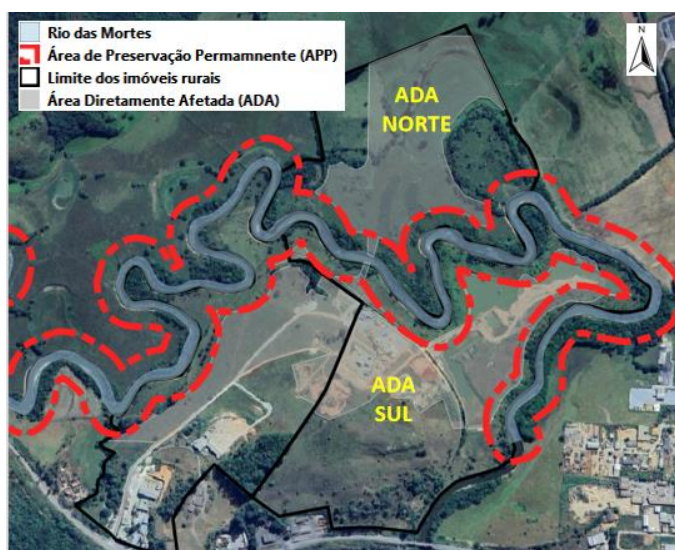 Rio das Mortes
Área de Preservação Permamnente (APP)
Limite dos imóveis rurais
Área Diretamente Afetada (ADA)
N
ADA
NORTE
ADA
SUL